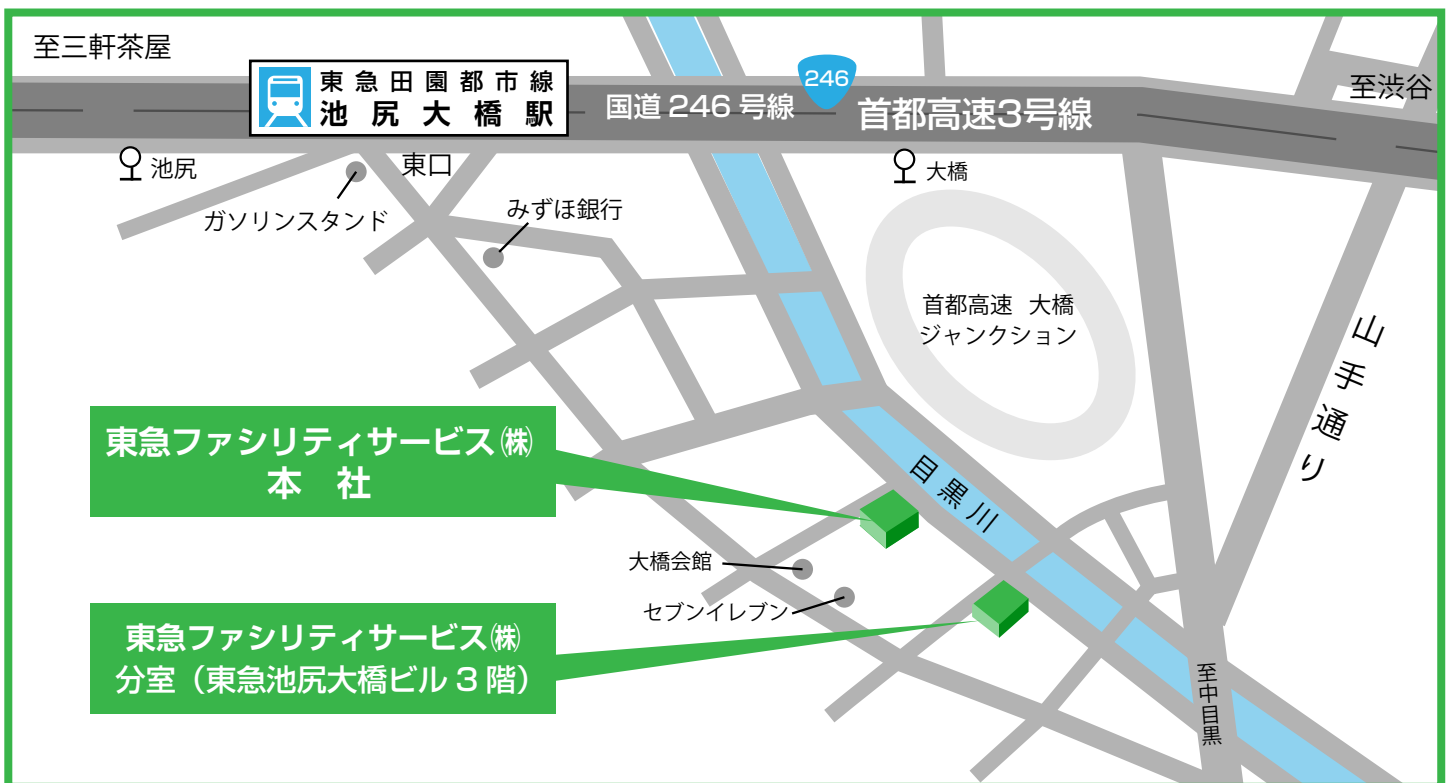 至三軒茶屋
東急田園都市線
池尻大橋駅
国道 246 号線
246
首都高速3号線
至渋谷
池尻
東口
大橋
ガソリンスタンド
みずほ銀行
首都高速 大橋
ジャンクション
山手通り
東急ファシリティサービス㈱
本 社
目黒川
大橋会館
セブンイレブン
東急ファシリティサービス㈱
分室（東急池尻大橋ビル 3 階）
至中目黒